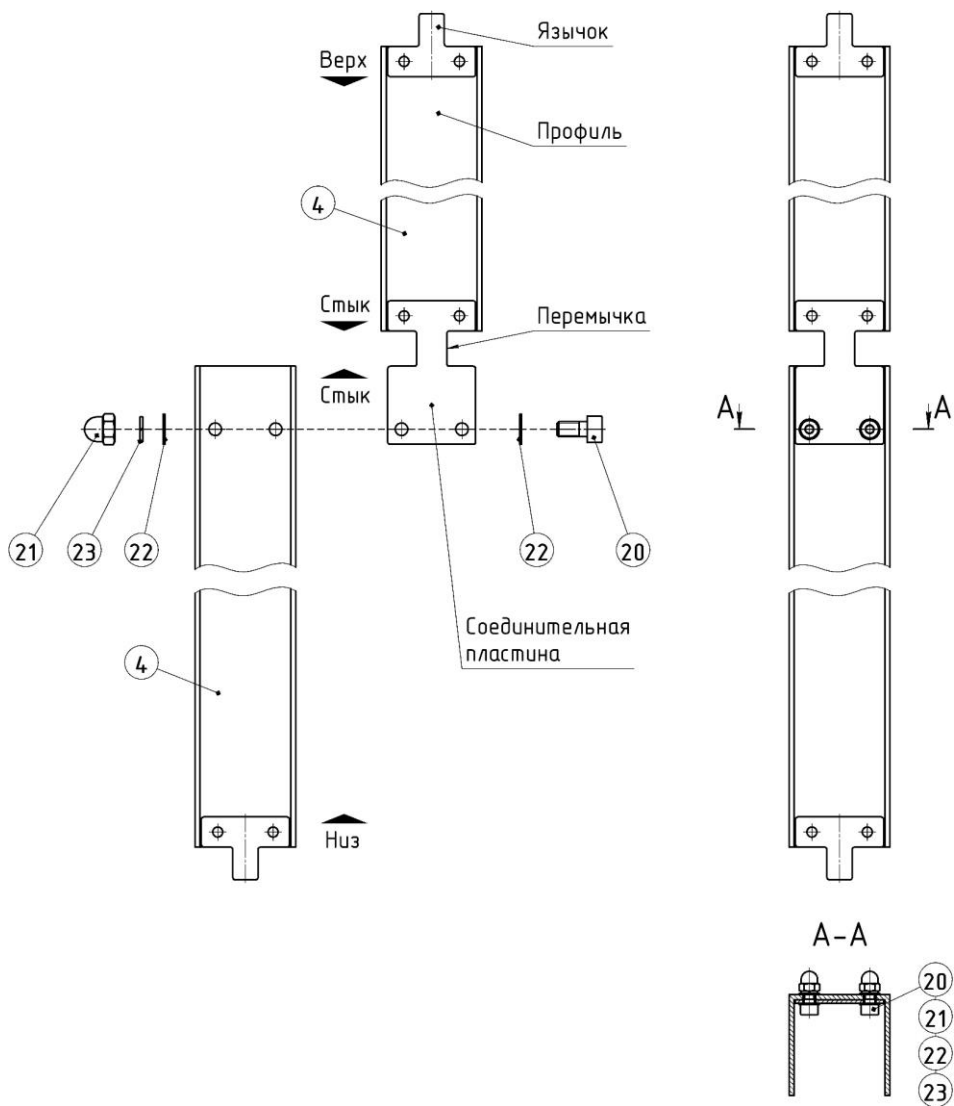 Язычок
Верх
Профиль
4
Стык
Перемычка
Стык
А
А
21
23
22
22
20
Соединительная
пластина
4
Низ
А-А
20
21
22
23